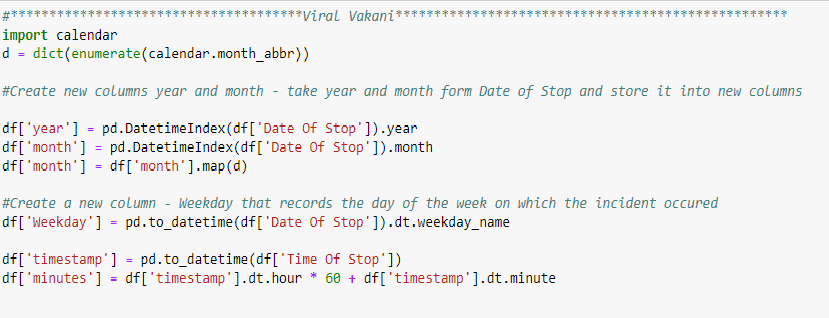 #**************************************Viral Vakani***************************************************
import calendar
d = dict(enumerate(calendar.month_abbr))
#Create new columns year and month - take year and month form Date of Stop and store it into new columns
df['year'] = pd.DatetimeIndex(df['Date Of Stop']).year
df['month'] = pd.DatetimeIndex(df['Date Of Stop']).month
df['month'] = df['month'].map(d)
#Create a new column - Weekday that records the day of the week on which the incident occured
df['Weekday'] = pd.to_datetime(df['Date Of Stop']).dt.weekday_name
df['timestamp'] = pd.to_datetime(df['Time Of Stop'])
df['minutes'] = df['timestamp'].dt.hour * 60 + df['timestamp'].dt.minute